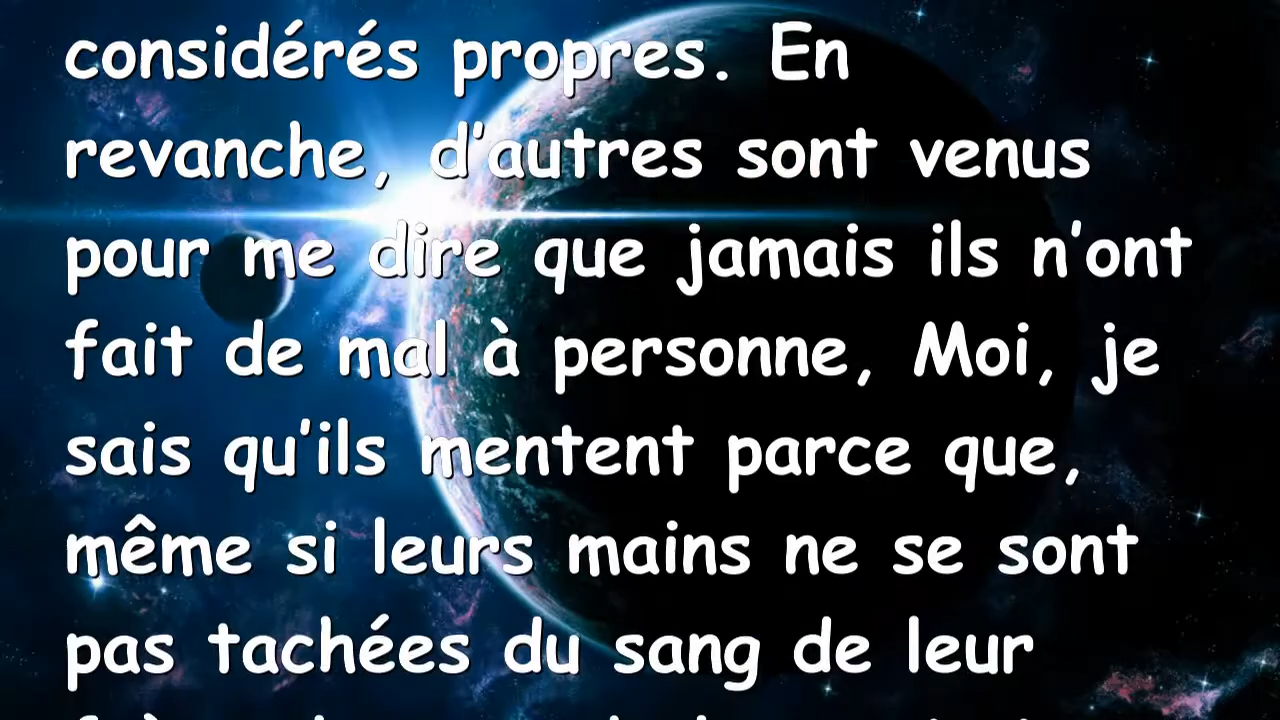 considérés propres. En
revanche, d'autres sont venus
pour me dire que jamais ils n'ont
fait de mal à personne, Moi, je
sais qu'ils mentent parce que,
même si leurs mains ne se sont
pas tachées du sang de leur